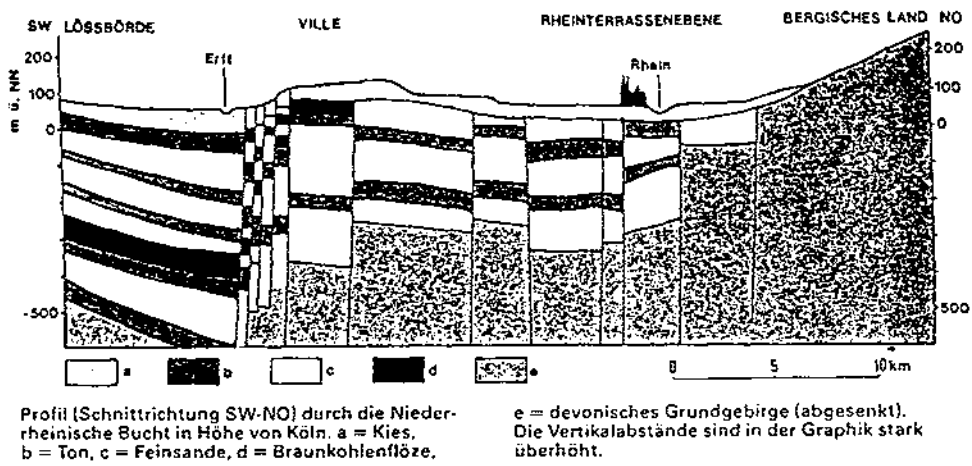 SW LÖSSBÖRDE VILLE RHEINTERRASSENEBENE BERGISCHES LAND NO
200 Erft Rhein 200
m ü. NN
100 100
0 0
-500 -500
a b c d e 0 5 10 km
Profil (Schnittrichtung SW-NO) durch die Nieder-
rheinische Bucht in Höhe von Köln. a = Kies,
b = Ton, c = Feinsande, d = Braunkohlenflöze,
e = devonisches Grundgebirge (abgesenkt).
Die Vertikalabstände sind in der Graphik stark
überhöht.